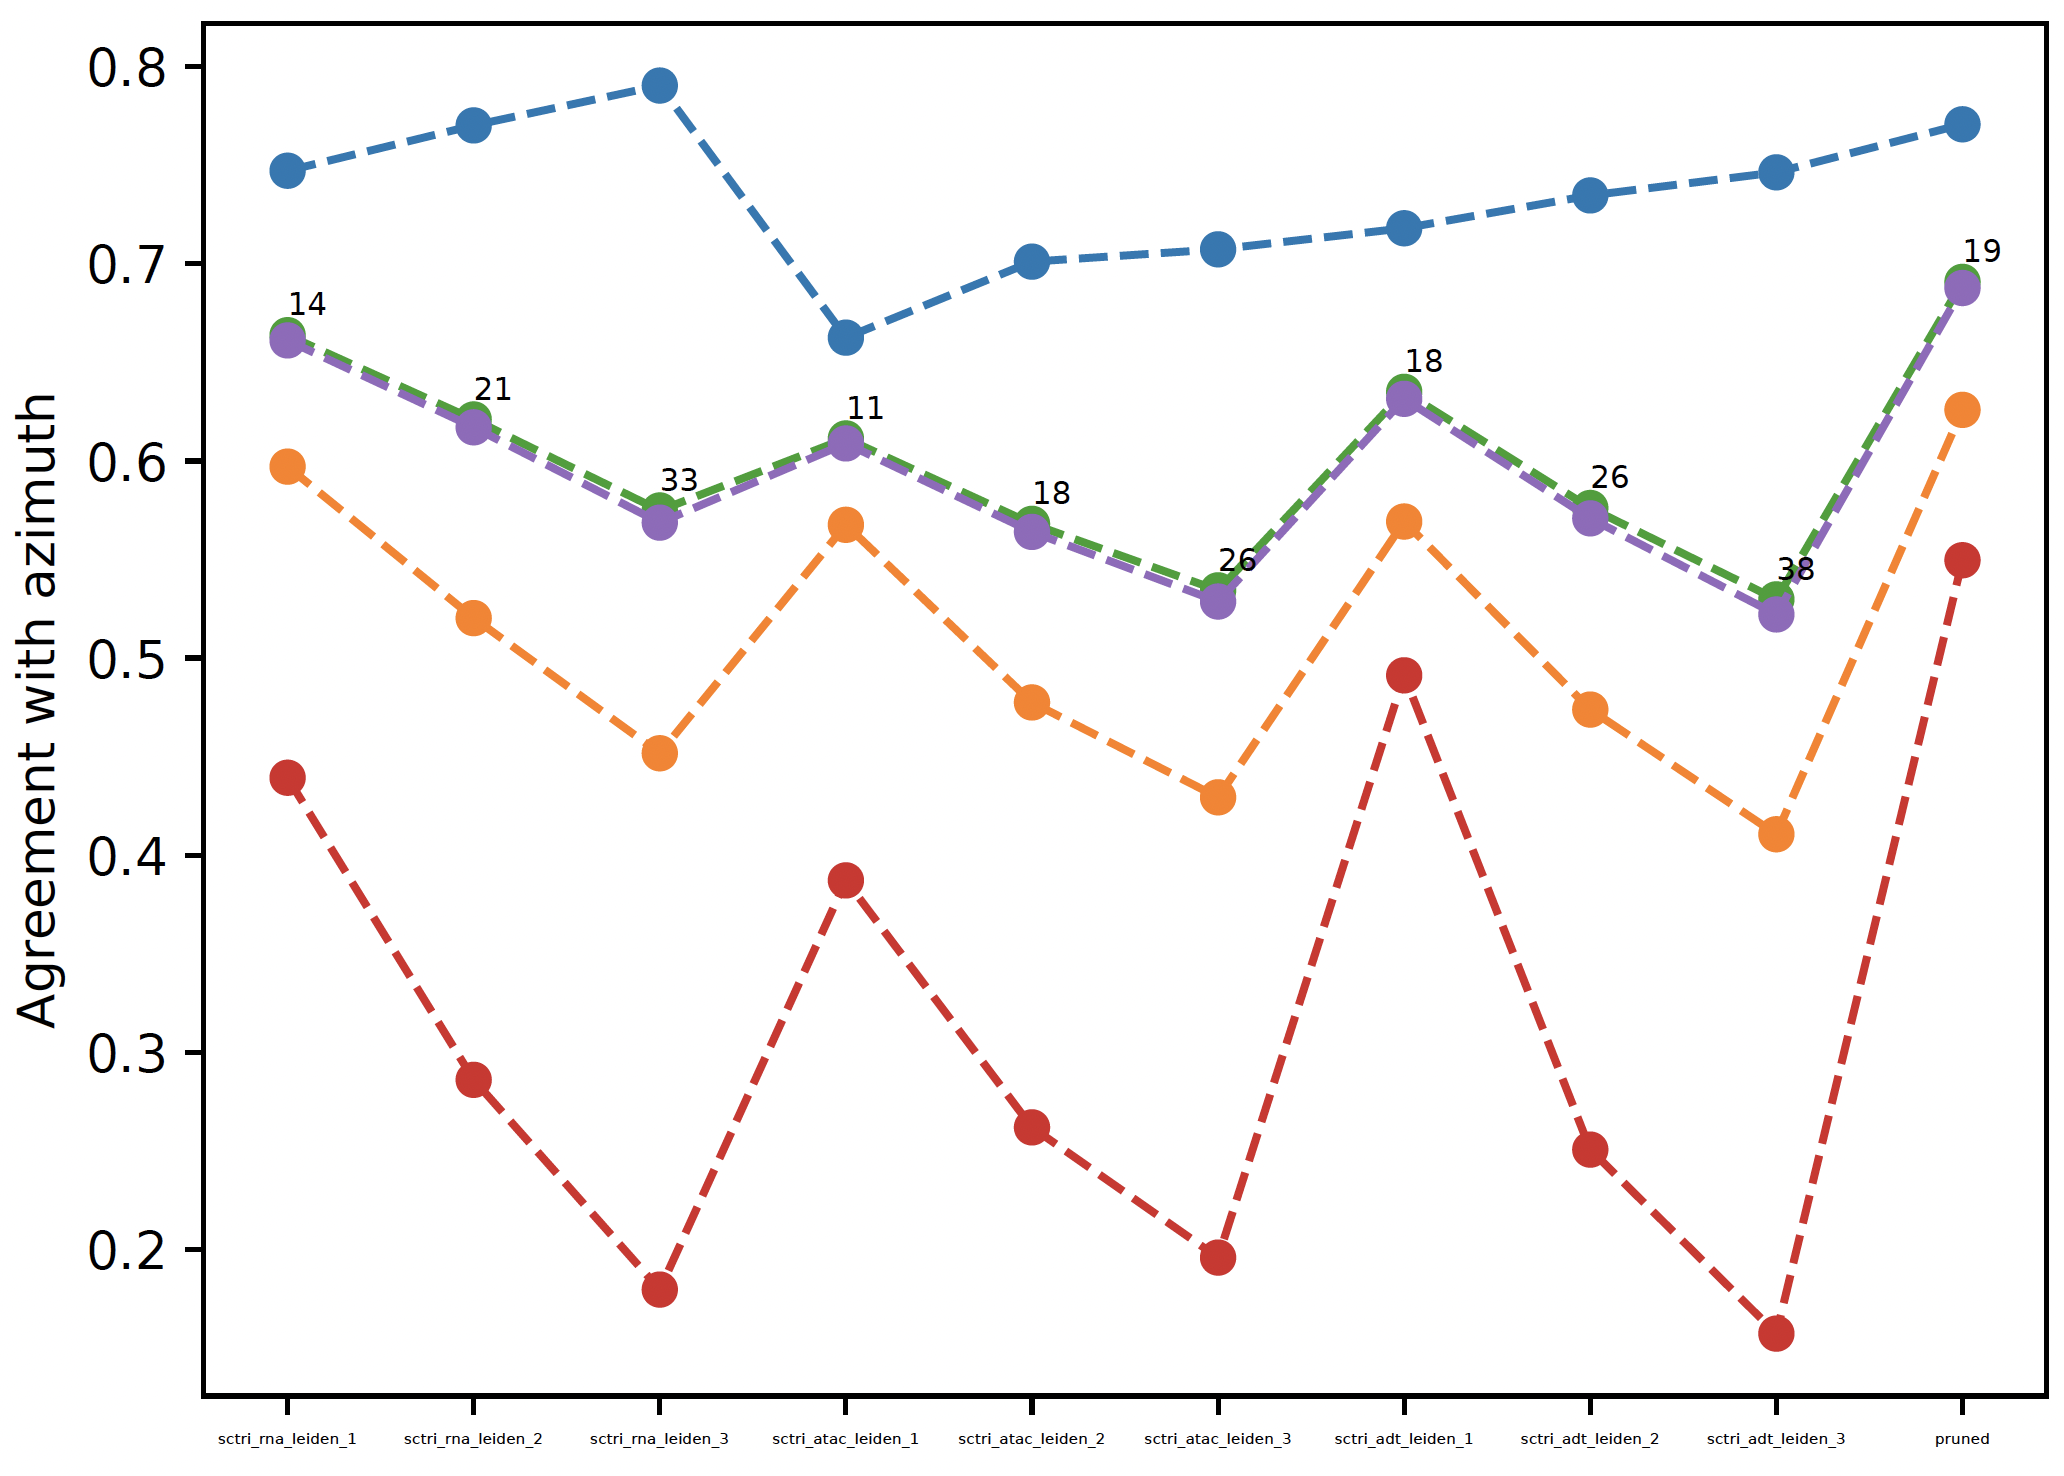 0.8
0.7
0.6
0.5
0.4
0.3
0.2
Agreement with azimuth
14
21
33
11
18
26
18
26
38
19
sctri_rna_leiden_1
sctri_rna_leiden_2
sctri_rna_leiden_3
sctri_atac_leiden_1
sctri_atac_leiden_2
sctri_atac_leiden_3
sctri_adt_leiden_1
sctri_adt_leiden_2
sctri_adt_leiden_3
pruned